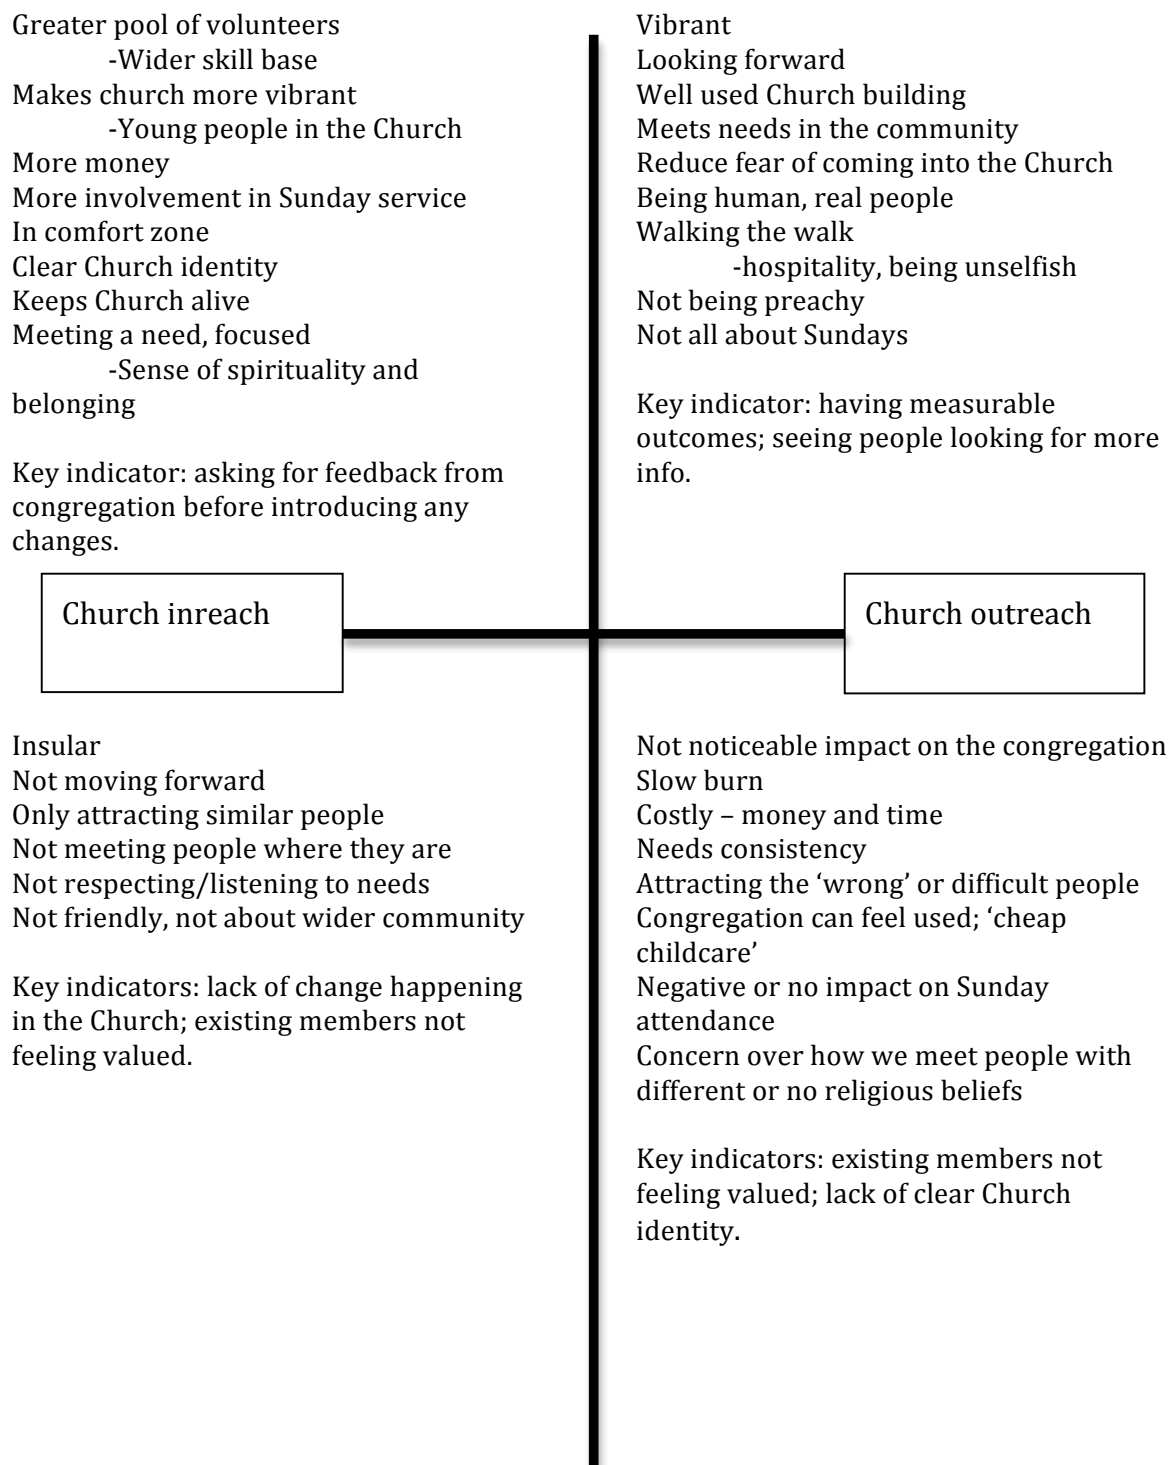 Greater pool of volunteers
-Wider skill base
Makes church more vibrant
-Young people in the Church
More money
More involvement in Sunday service
In comfort zone
Clear Church identity
Keeps Church alive
Meeting a need, focused
-Sense of spirituality and
belonging
Key indicator: asking for feedback from
congregation before introducing any
changes.
Vibrant
Looking forward
Well used Church building
Meets needs in the community
Reduce fear of coming into the Church
Being human, real people
Walking the walk
-hospitality, being unselfish
Not being preachy
Not all about Sundays
Key indicator: having measurable
outcomes; seeing people looking for more
info.
Church inreach
Church outreach
Insular
Not moving forward
Only attracting similar people
Not meeting people where they are
Not respecting/listening to needs
Not friendly, not about wider community
Key indicators: lack of change happening
in the Church; existing members not
feeling valued.
Not noticeable impact on the congregation
Slow burn
Costly – money and time
Needs consistency
Attracting the ‘wrong’ or difficult people
Congregation can feel used; ‘cheap
childcare’
Negative or no impact on Sunday
attendance
Concern over how we meet people with
different or no religious beliefs
Key indicators: existing members not
feeling valued; lack of clear Church
identity.